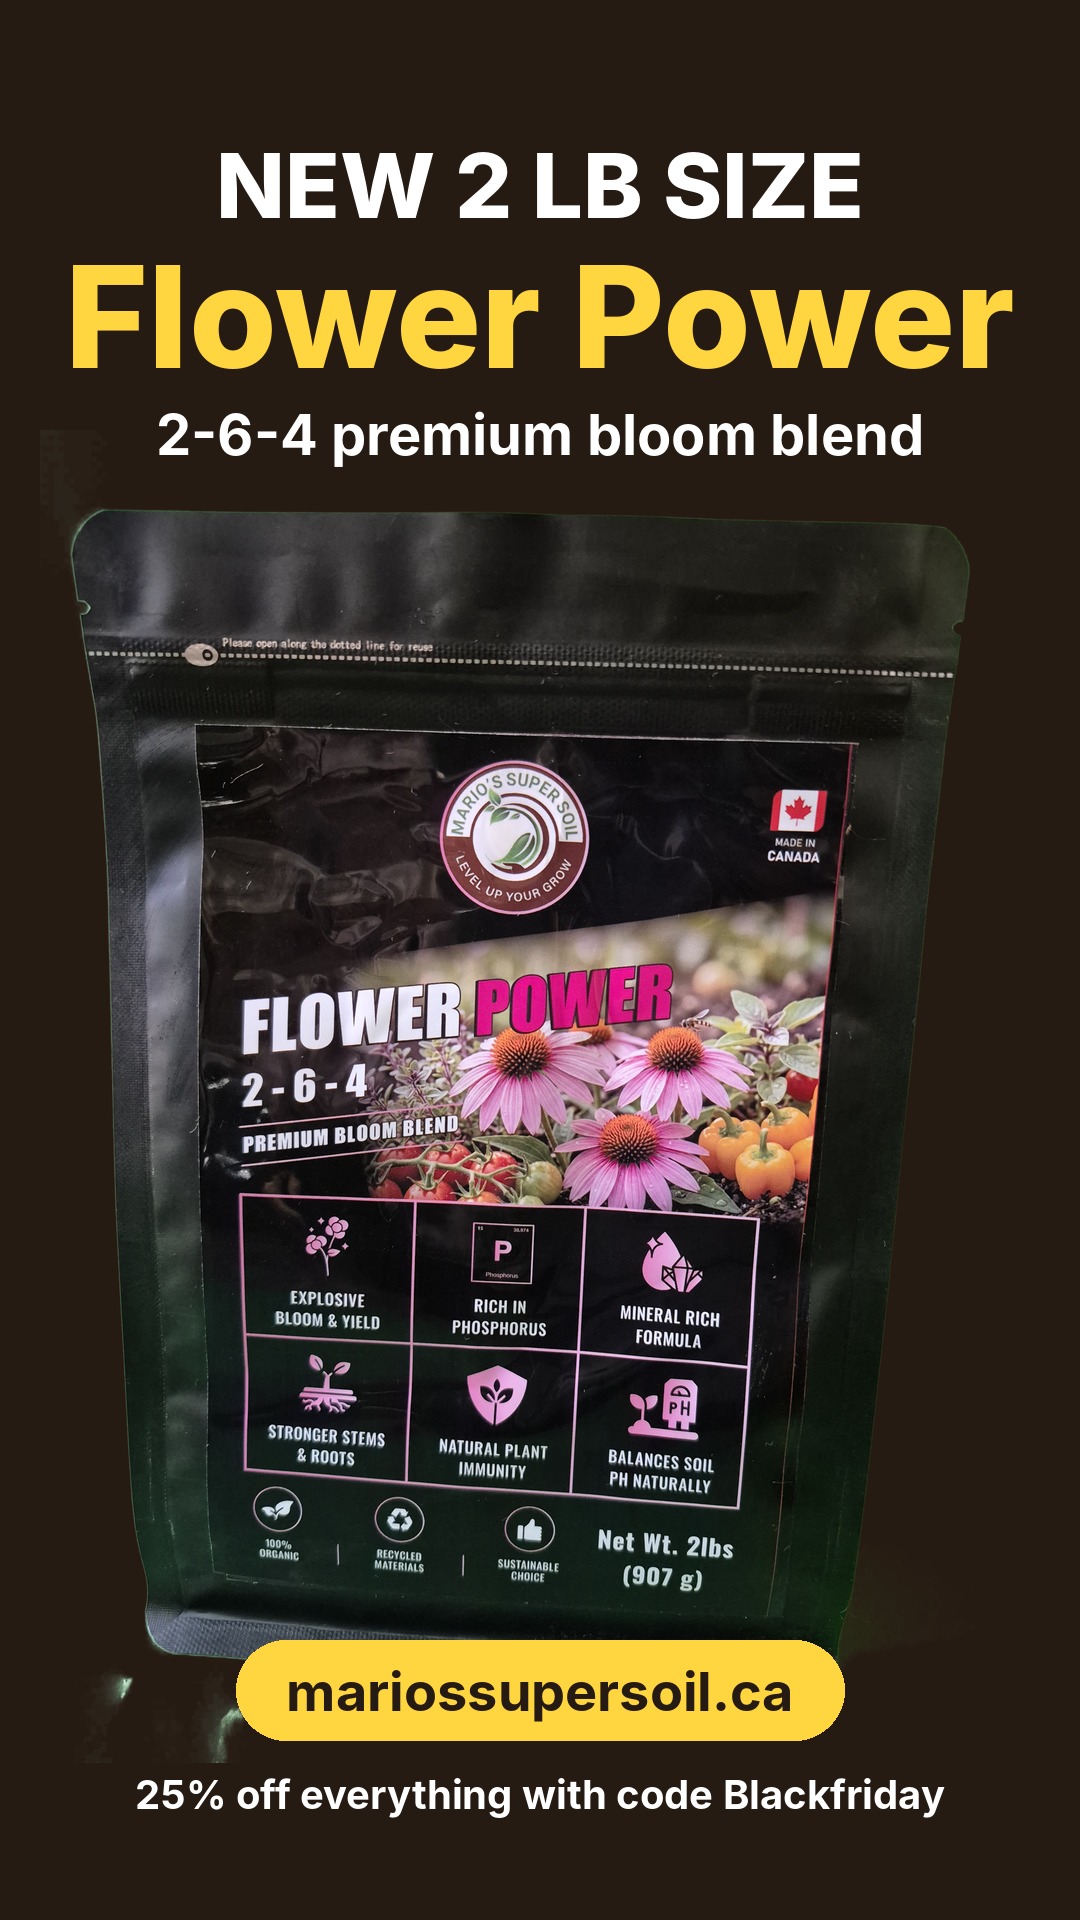 NEW 2 LB SIZE
Flower Power
2-6-4 premium bloom blend
Please open along the dotted line for reuse
MARIO'S SUPER SOIL
LEVEL UP YOUR GROW
MADE IN
CANADA
FLOWER POWER
2-6-4
PREMIUM BLOOM BLEND
EXPLOSIVE
BLOOM & YIELD
15 30.974
P
Phosphorus
RICH IN
PHOSPHORUS
MINERAL RICH
FORMULA
STRONGER STEMS
& ROOTS
NATURAL PLANT
IMMUNITY
PH
BALANCES SOIL
PH NATURALLY
100%
ORGANIC
RECYCLED
MATERIALS
SUSTAINABLE
CHOICE
Net Wt. 2lbs
(907 g)
mariossupersoil.ca
25% off everything with code Blackfriday